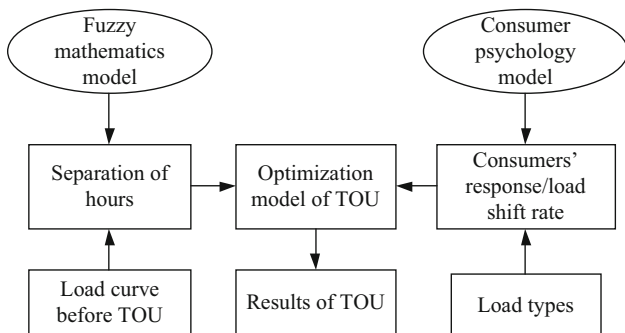 Fuzzy
mathematics
model
Consumer
psychology
model
Separation of
hours
Optimization
model of TOU
Consumers'
response/load
shift rate
Load curve
before TOU
Results of TOU
Load types